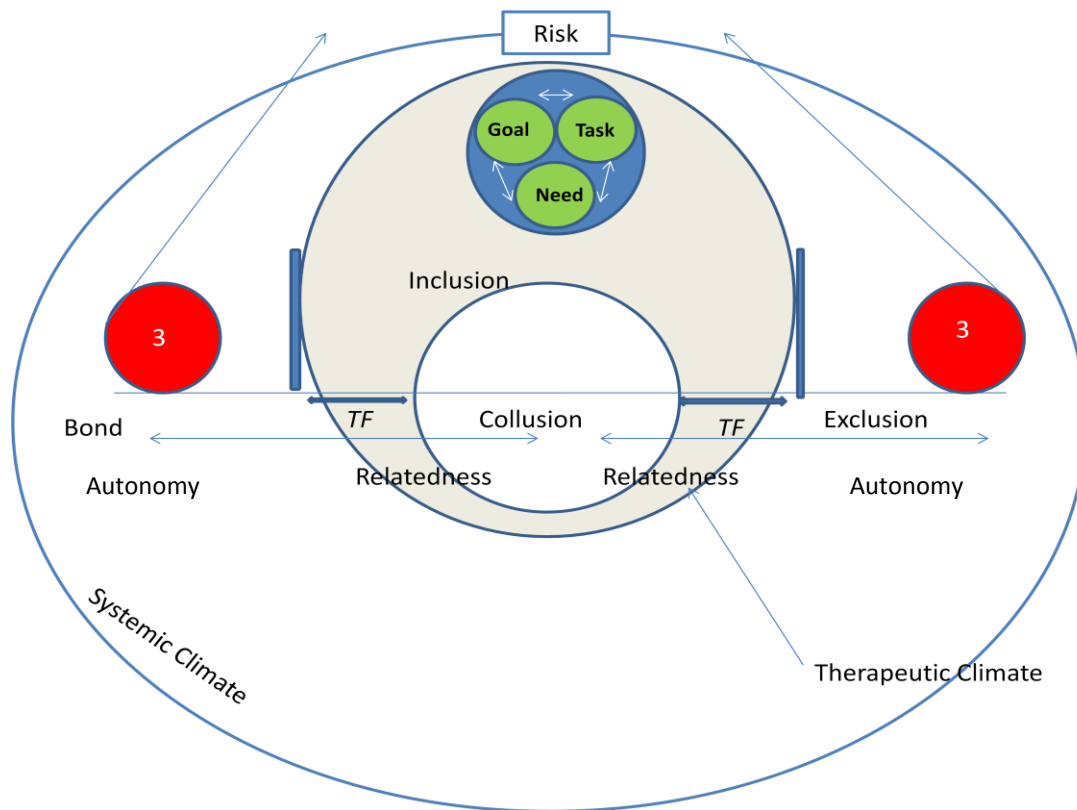 Risk
Goal
Task
Need
Inclusion
3
3
Bond
TF
Collusion
TF
Exclusion
Autonomy
Relatedness
Relatedness
Autonomy
Systemic Climate
Therapeutic Climate